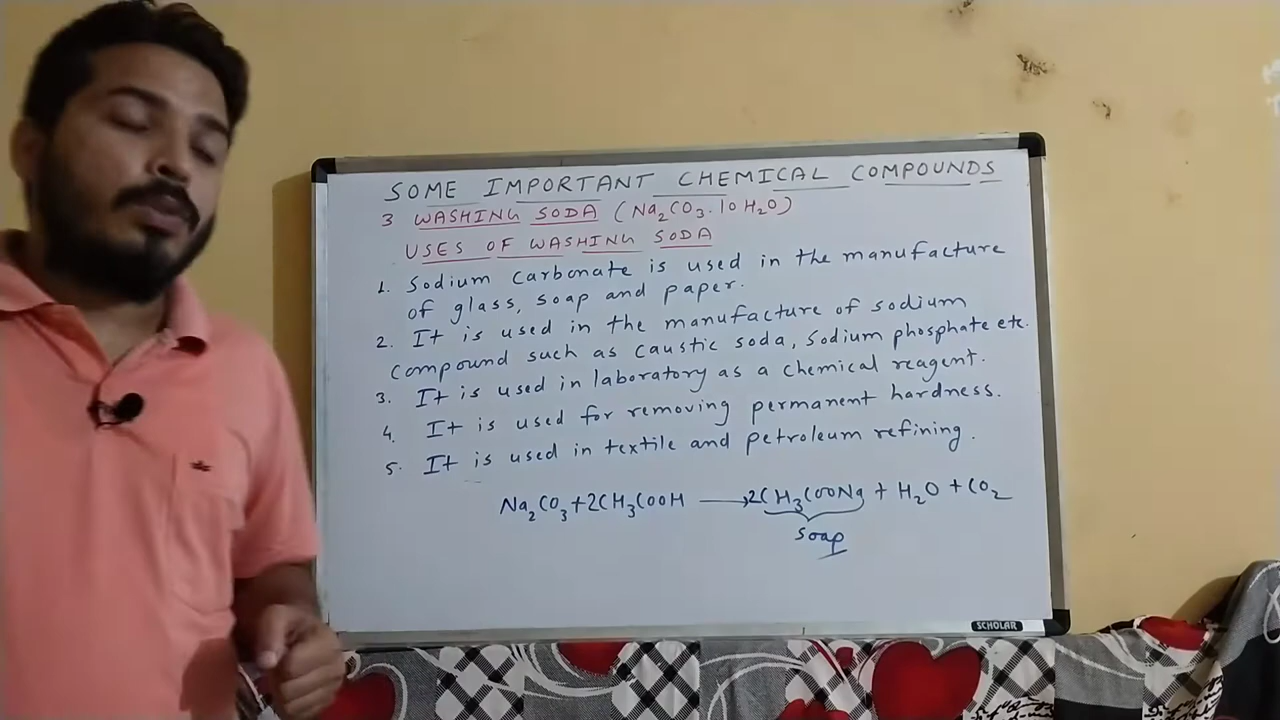 SOME IMPORTANT CHEMICAL COMPOUNDS
3 WASHING SODA (Na₂CO₃.10H₂O)
USES OF WASHING SODA
1. Sodium carbonate is used in the manufacture
of glass, soap and paper.
2. It is used in the manufacture of sodium
compound such as caustic soda, sodium phosphate etc.
3. It is used in laboratory as a chemical reagent.
4. It is used for removing permanent hardness.
5. It is used in textile and petroleum refining.
Na₂CO₃+2CH₃COOH ⟶ 2CH₃COONa + H₂O + CO₂
soap
SCHOLAR